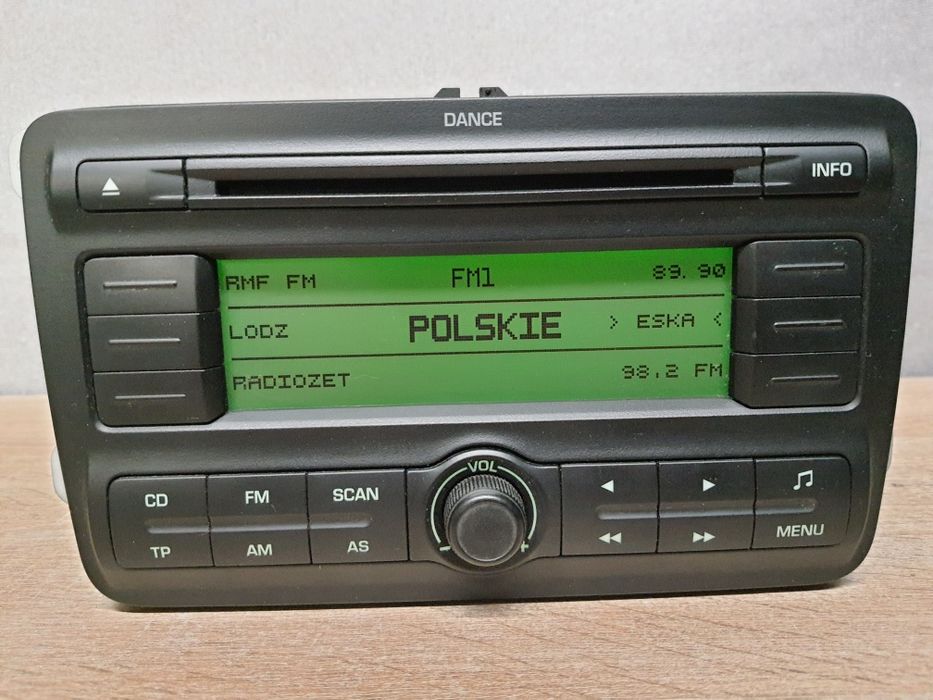 DANCE
INFO
RMF FM FM1 89.90
LODZ POLSKIE > ESKA <
RADIOZET 98.2 FM
VOL
CD FM SCAN
TP AM AS
- +
MENU